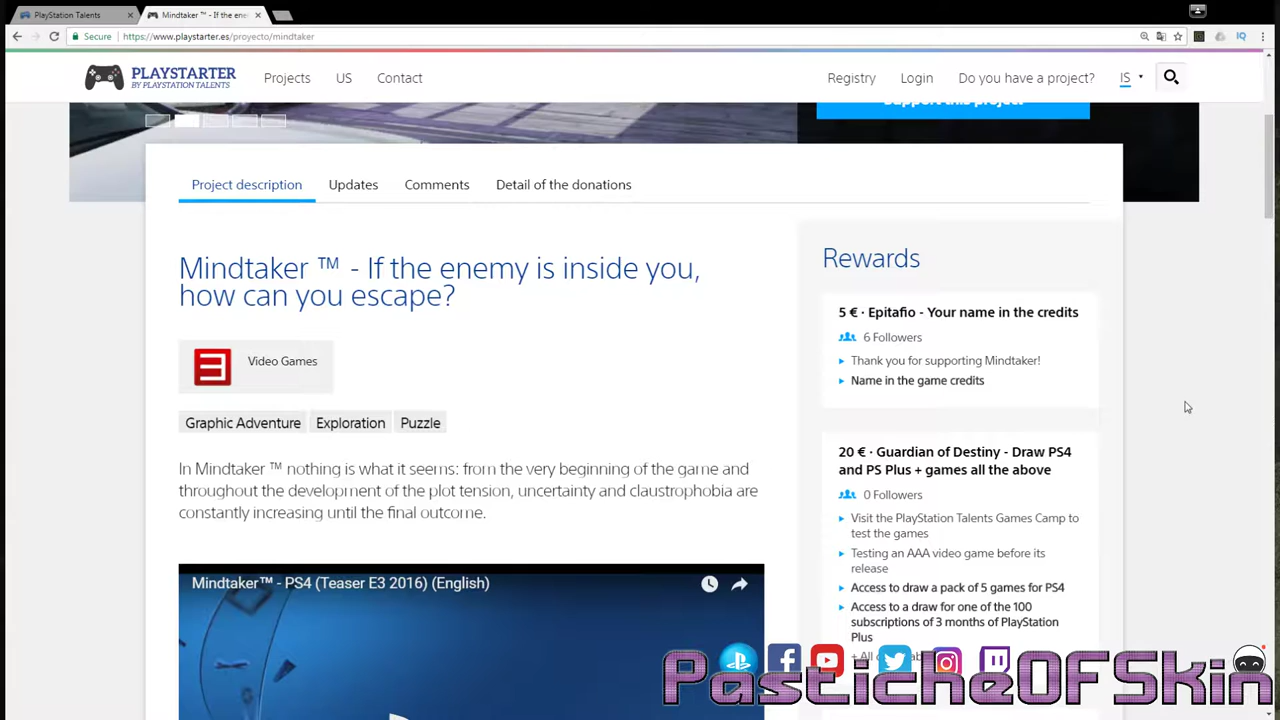 PlayStation Talents
Mindtaker ™ - If the ene
Secure
https://www.playstarter.es/proyecto/mindtaker
PLAYSTARTER
BY PLAYSTATION TALENTS
Projects US Contact
Registry Login Do you have a project? IS
Support this project
Project description Updates Comments Detail of the donations
Mindtaker ™ - If the enemy is inside you,
how can you escape?
Video Games
Graphic Adventure Exploration Puzzle
In Mindtaker ™ nothing is what it seems: from the very beginning of the game and
throughout the development of the plot tension, uncertainty and claustrophobia are
constantly increasing until the final outcome.
Mindtaker™ - PS4 (Teaser E3 2016) (English)
Rewards
5 € · Epitafio - Your name in the credits
6 Followers
Thank you for supporting Mindtaker!
Name in the game credits
20 € · Guardian of Destiny - Draw PS4
and PS Plus + games all the above
0 Followers
Visit the PlayStation Talents Games Camp to
test the games
Testing an AAA video game before its
release
Access to draw a pack of 5 games for PS4
Access to a draw for one of the 100
subscriptions of 3 months of PlayStation
Plus
+ All
PasticheOFSkin